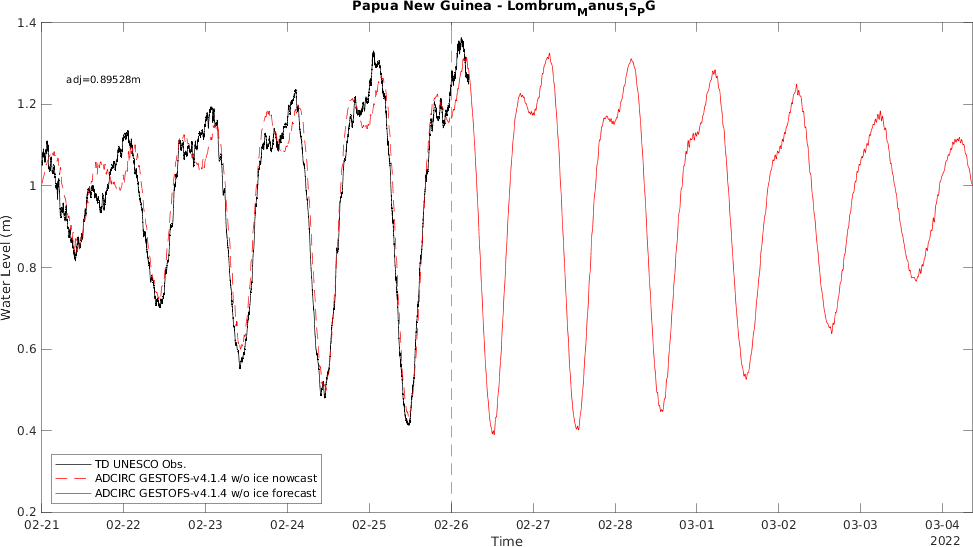 Papua New Guinea - Lombrum_Manus_Is_PG
adj=0.89528m
1.4
1.2
1
0.8
0.6
0.4
0.2
Water Level (m)
TD UNESCO Obs.
ADCIRC GESTOFS-v4.1.4 w/o ice nowcast
ADCIRC GESTOFS-v4.1.4 w/o ice forecast
02-21 02-22 02-23 02-24 02-25 02-26 02-27 02-28 03-01 03-02 03-03 03-04
Time 2022